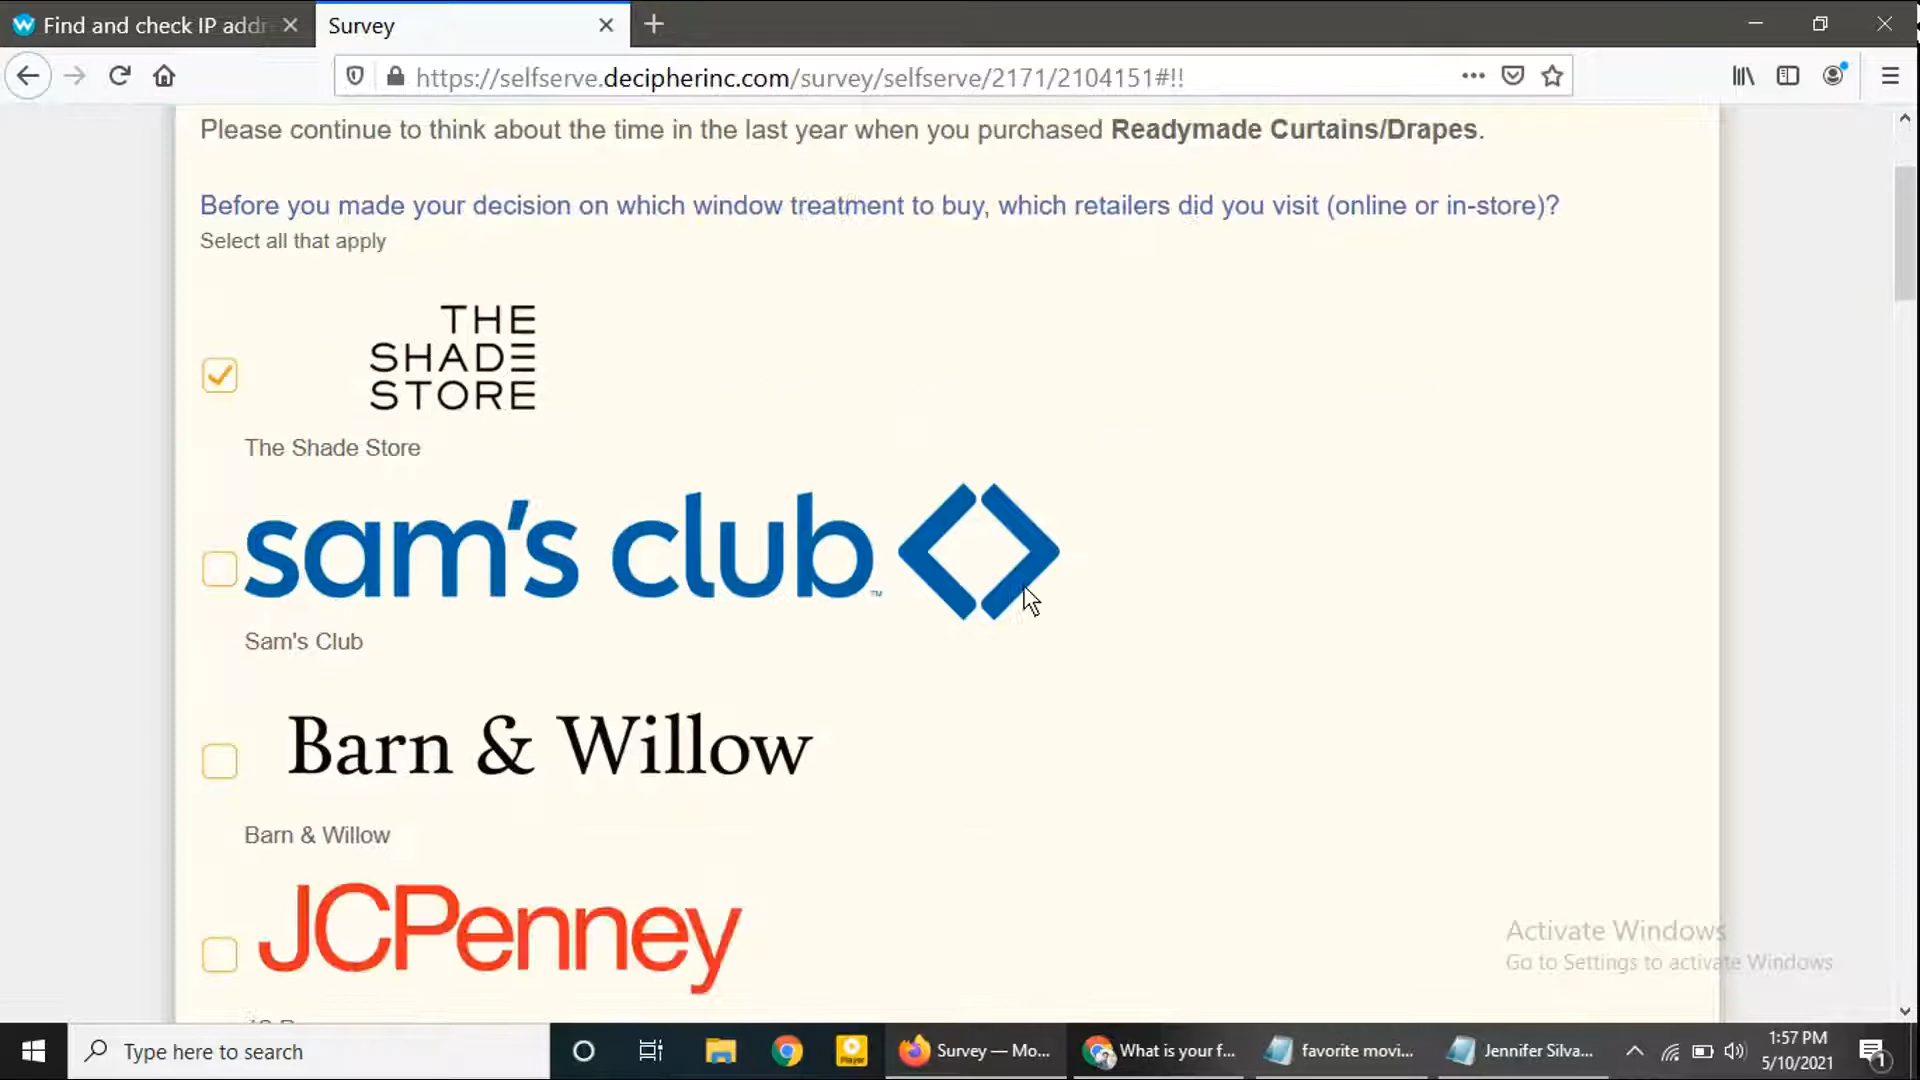 Find and check IP addr
Survey
https://selfserve.decipherinc.com/survey/selfserve/2171/2104151#!!
Please continue to think about the time in the last year when you purchased Readymade Curtains/Drapes.
Before you made your decision on which window treatment to buy, which retailers did you visit (online or in-store)?
Select all that apply
THE
SHADE
STORE
The Shade Store
sam's club
TM
Sam's Club
Barn & Willow
Barn & Willow
JCPenney
Activate Windows
Go to Settings to activate Windows
Type here to search
Player
Survey — Mo...
What is your f...
favorite movi...
Jennifer Silva...
1:57 PM
5/10/2021
1